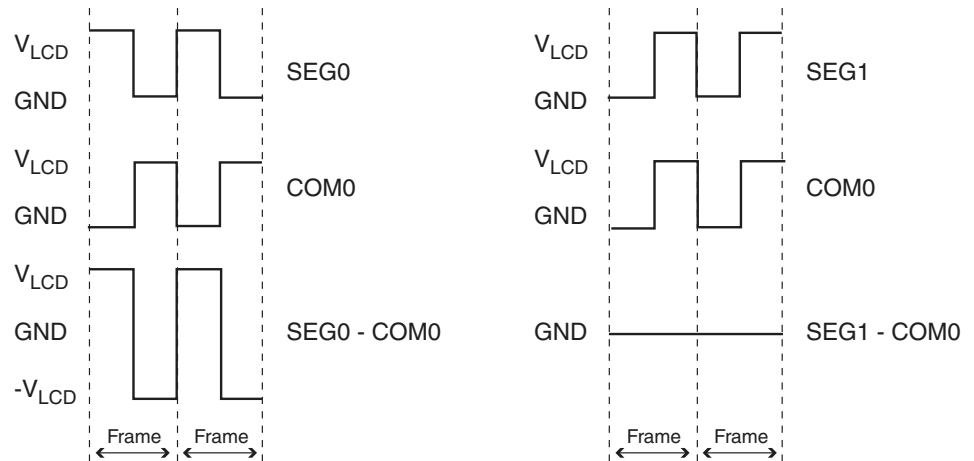 V_LCD
SEG0
GND
V_LCD
COM0
GND
V_LCD
GND
SEG0 - COM0
-V_LCD
Frame
Frame
V_LCD
SEG1
GND
V_LCD
COM0
GND
GND
SEG1 - COM0
Frame
Frame